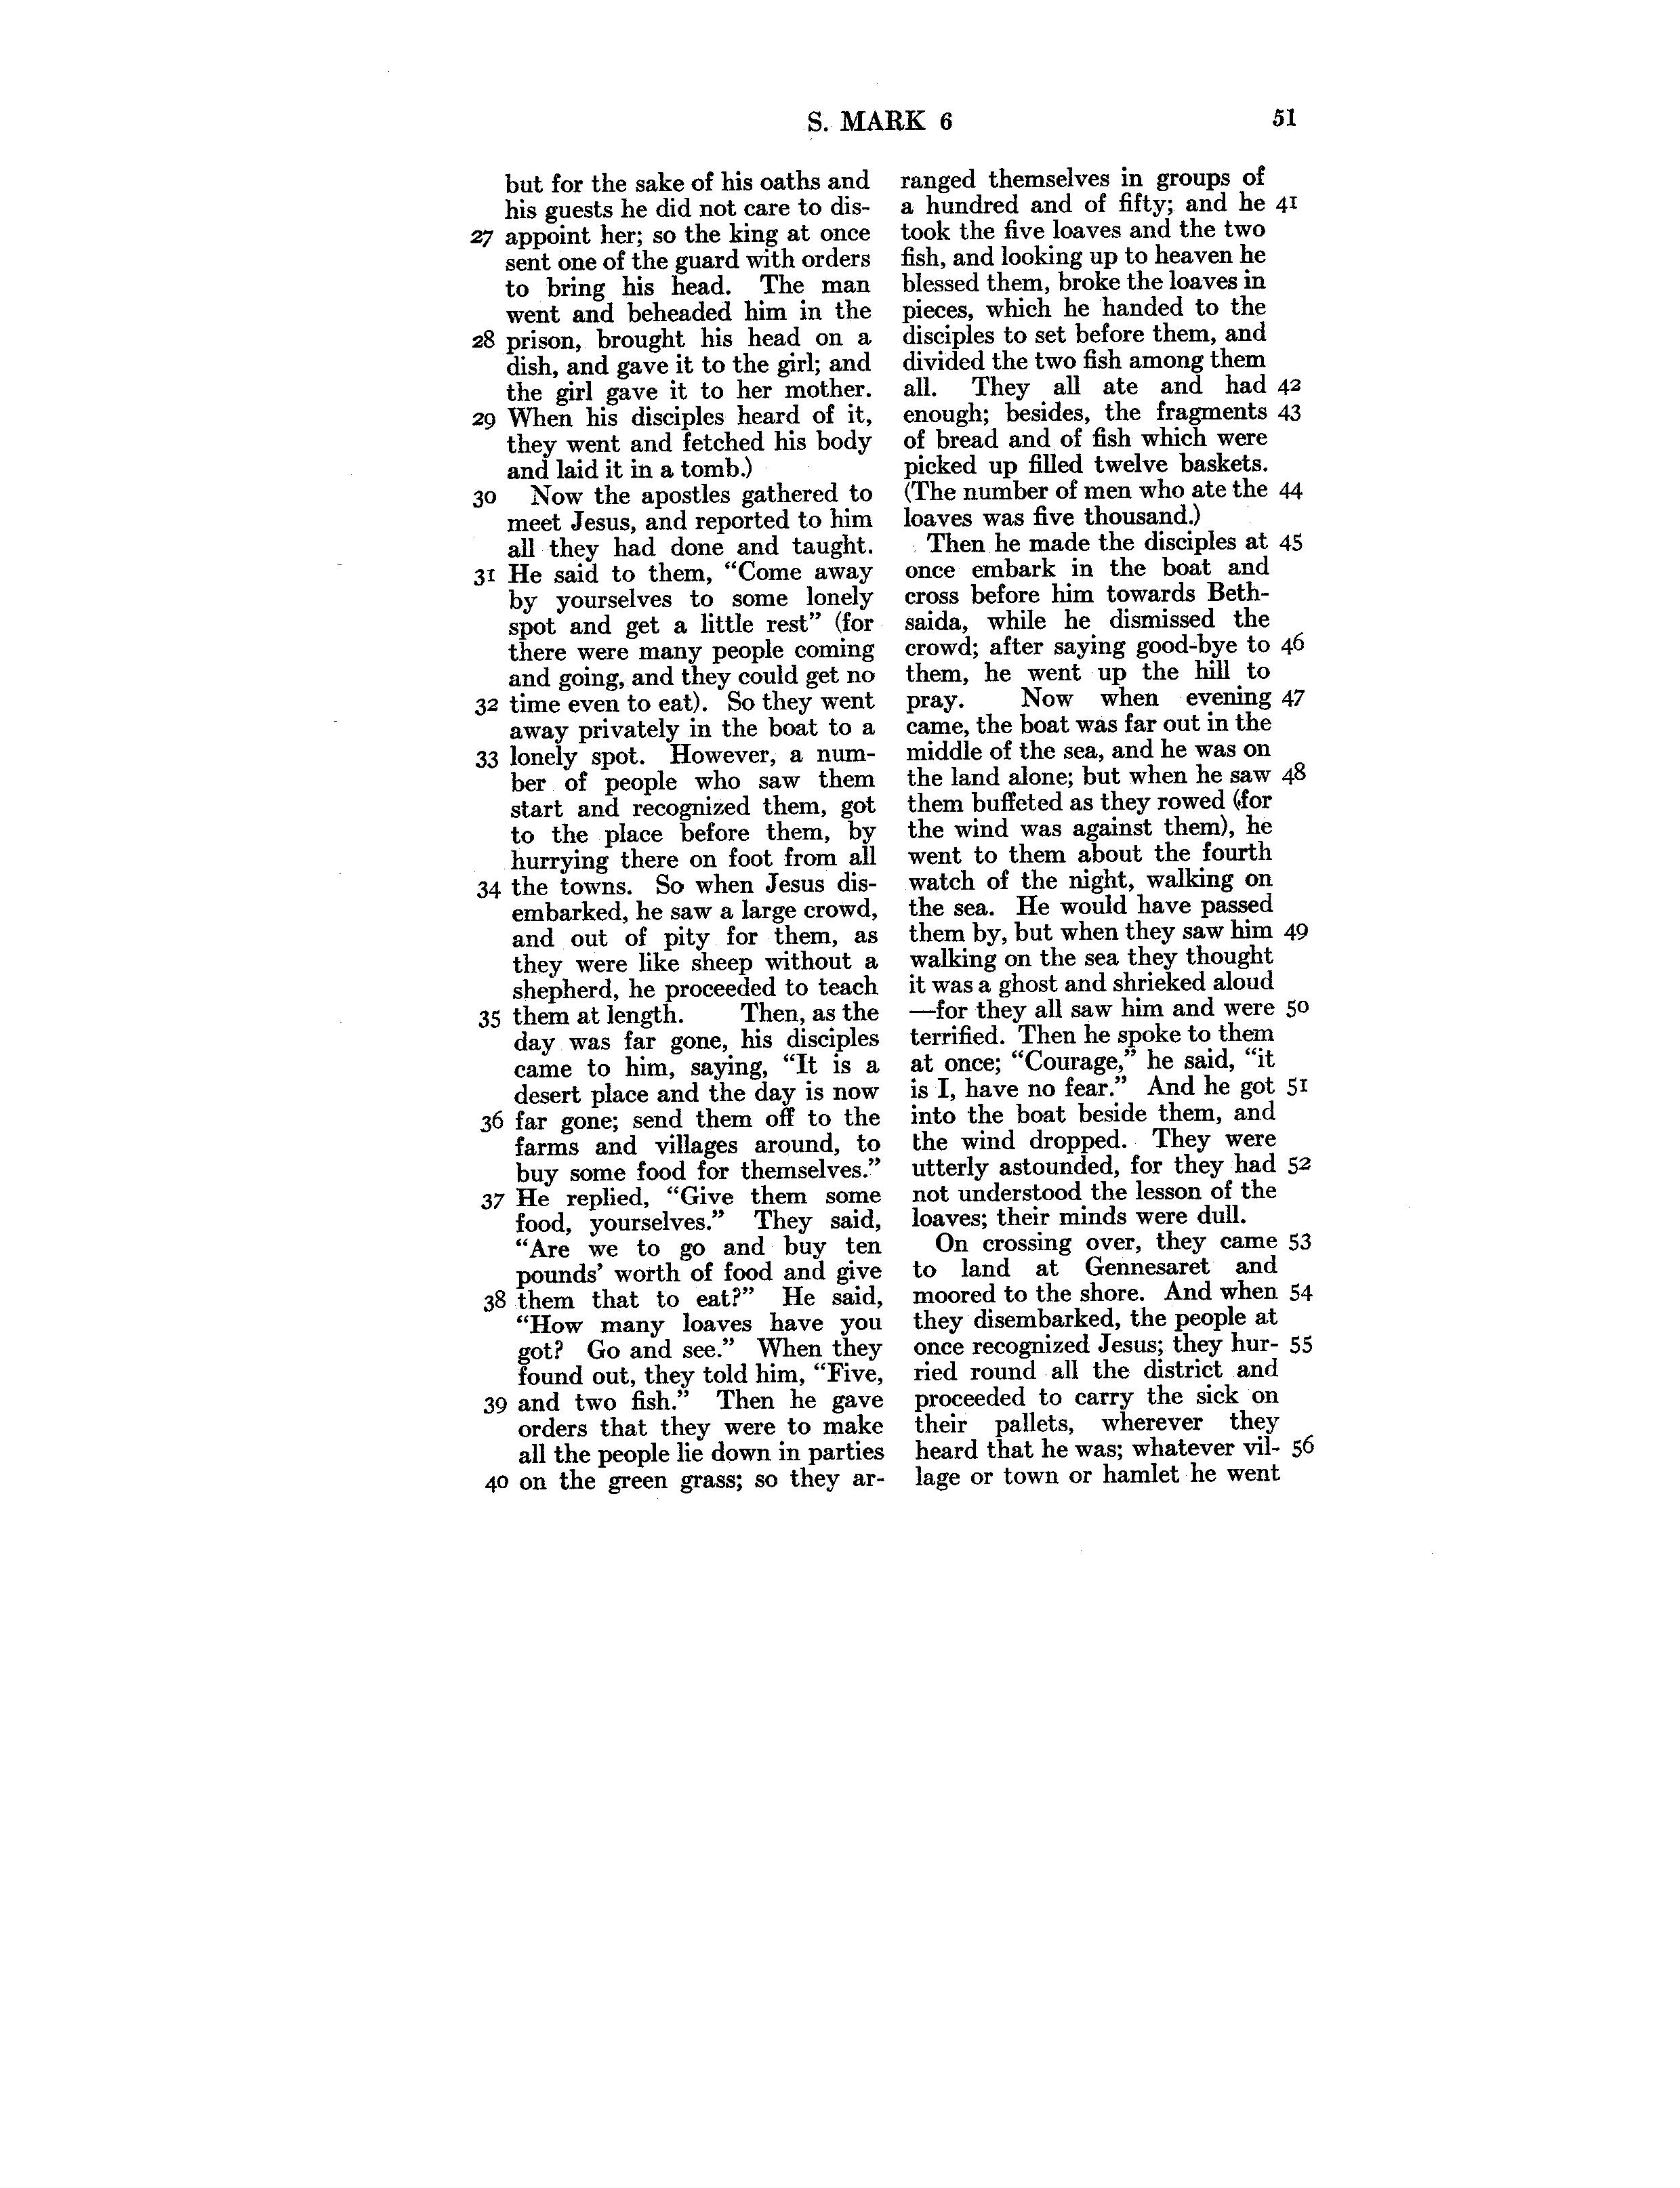 S. MARK 6 51
but for the sake of his oaths and
his guests he did not care to dis-
27 appoint her; so the king at once
sent one of the guard with orders
to bring his head. The man
went and beheaded him in the
28 prison, brought his head on a
dish, and gave it to the girl; and
the girl gave it to her mother.
29 When his disciples heard of it,
they went and fetched his body
and laid it in a tomb.)
30 Now the apostles gathered to
meet Jesus, and reported to him
all they had done and taught.
31 He said to them, “Come away
by yourselves to some lonely
spot and get a little rest” (for
there were many people coming
and going, and they could get no
32 time even to eat). So they went
away privately in the boat to a
33 lonely spot. However, a num-
ber of people who saw them
start and recognized them, got
to the place before them, by
hurrying there on foot from all
34 the towns. So when Jesus dis-
embarked, he saw a large crowd,
and out of pity for them, as
they were like sheep without a
shepherd, he proceeded to teach
35 them at length. Then, as the
day was far gone, his disciples
came to him, saying, “It is a
desert place and the day is now
36 far gone; send them off to the
farms and villages around, to
buy some food for themselves.”
37 He replied, “Give them some
food, yourselves.” They said,
“Are we to go and buy ten
pounds’ worth of food and give
38 them that to eat?” He said,
“How many loaves have you
got? Go and see.” When they
found out, they told him, “Five,
39 and two fish.” Then he gave
orders that they were to make
all the people lie down in parties
40 on the green grass; so they ar-
ranged themselves in groups of
a hundred and of fifty; and he 41
took the five loaves and the two
fish, and looking up to heaven he
blessed them, broke the loaves in
pieces, which he handed to the
disciples to set before them, and
divided the two fish among them
all. They all ate and had 42
enough; besides, the fragments 43
of bread and of fish which were
picked up filled twelve baskets.
(The number of men who ate the 44
loaves was five thousand.)
Then he made the disciples at 45
once embark in the boat and
cross before him towards Beth-
saida, while he dismissed the
crowd; after saying good-bye to 46
them, he went up the hill to
pray. Now when evening 47
came, the boat was far out in the
middle of the sea, and he was on
the land alone; but when he saw 48
them buffeted as they rowed (for
the wind was against them), he
went to them about the fourth
watch of the night, walking on
the sea. He would have passed
them by, but when they saw him 49
walking on the sea they thought
it was a ghost and shrieked aloud
—for they all saw him and were 50
terrified. Then he spoke to them
at once; “Courage,” he said, “it
is I, have no fear.” And he got 51
into the boat beside them, and
the wind dropped. They were
utterly astounded, for they had 52
not understood the lesson of the
loaves; their minds were dull.
On crossing over, they came 53
to land at Gennesaret and
moored to the shore. And when 54
they disembarked, the people at
once recognized Jesus; they hur- 55
ried round all the district and
proceeded to carry the sick on
their pallets, wherever they
heard that he was; whatever vil- 56
lage or town or hamlet he went